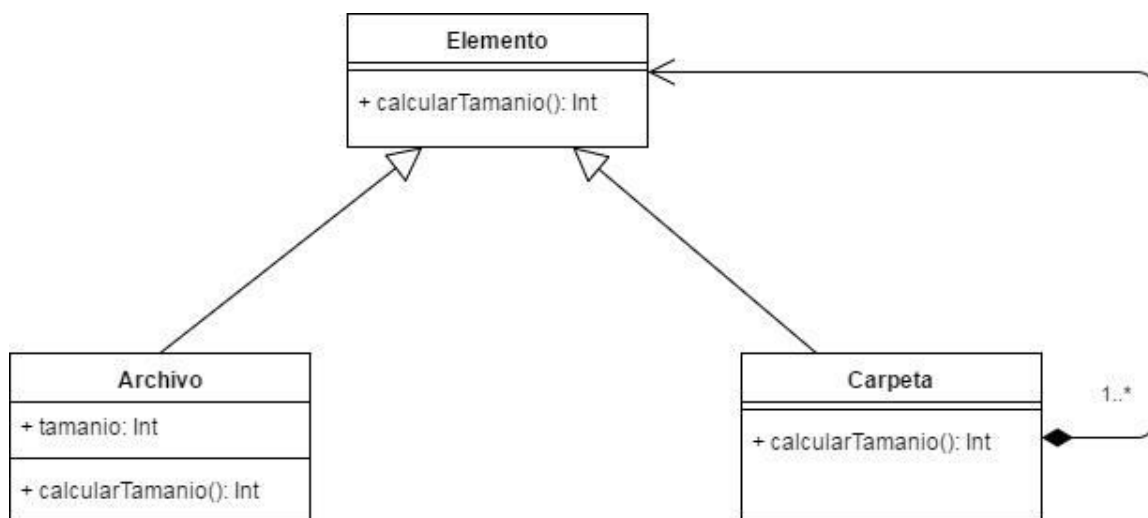 Elemento
+ calcularTamanio(): Int
Archivo
+ tamanio: Int
+ calcularTamanio(): Int
Carpeta
+ calcularTamanio(): Int
1..*